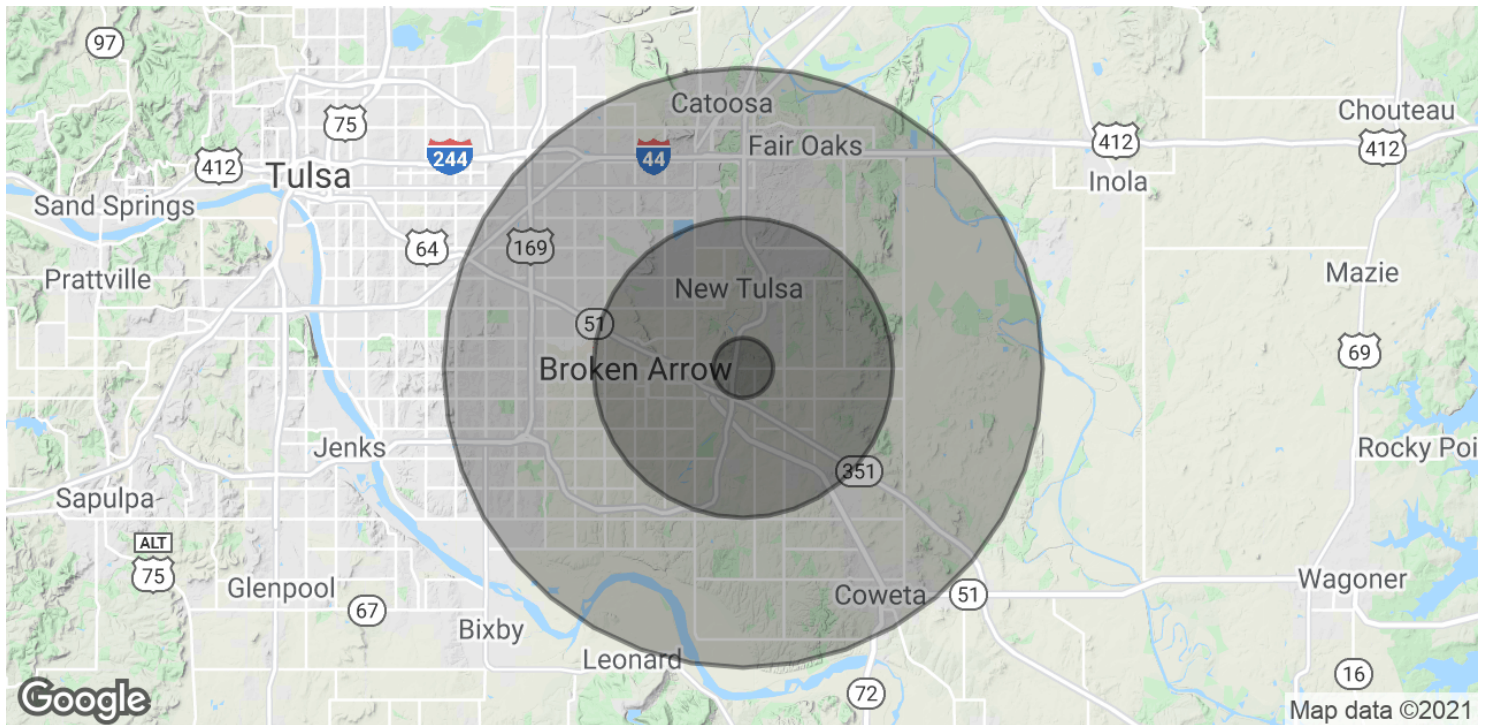 97
Catoosa
Chouteau
75
Fair Oaks
412
412
244
44
412
Tulsa
Inola
Sand Springs
64
169
Prattville
New Tulsa
Mazie
51
69
Broken Arrow
Jenks
Rocky Poi
351
Sapulpa
ALT
75
Glenpool
Coweta
51
Wagoner
67
Bixby
Leonard
16
72
Google
Map data ©2021